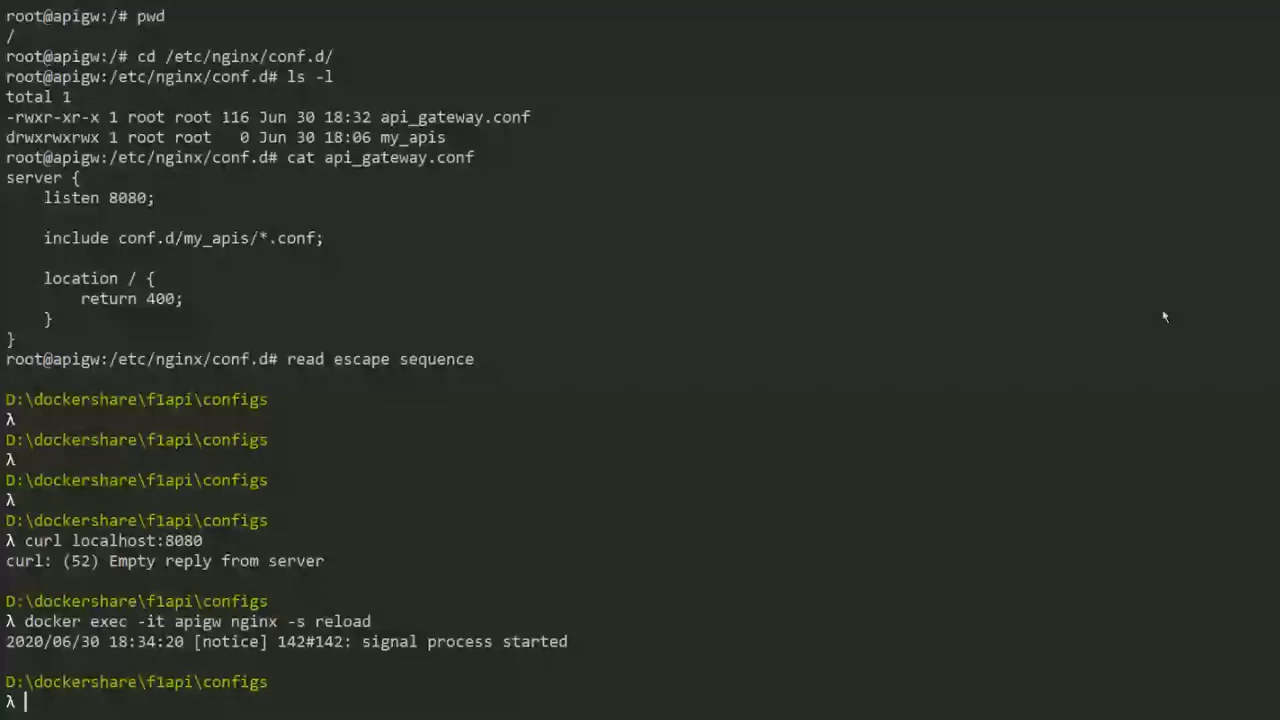 root@apigw:/# pwd
/
root@apigw:/# cd /etc/nginx/conf.d/
root@apigw:/etc/nginx/conf.d# ls -l
total 1
-rwxr-xr-x 1 root root 116 Jun 30 18:32 api_gateway.conf
drwxrwxrwx 1 root root   0 Jun 30 18:06 my_apis
root@apigw:/etc/nginx/conf.d# cat api_gateway.conf
server {
    listen 8080;
    include conf.d/my_apis/*.conf;
    location / {
        return 400;
    }
}
root@apigw:/etc/nginx/conf.d# read escape sequence
D:\dockershare\f1api\configs
λ
D:\dockershare\f1api\configs
λ
D:\dockershare\f1api\configs
λ
D:\dockershare\f1api\configs
λ curl localhost:8080
curl: (52) Empty reply from server
D:\dockershare\f1api\configs
λ docker exec -it apigw nginx -s reload
2020/06/30 18:34:20 [notice] 142#142: signal process started
D:\dockershare\f1api\configs
λ